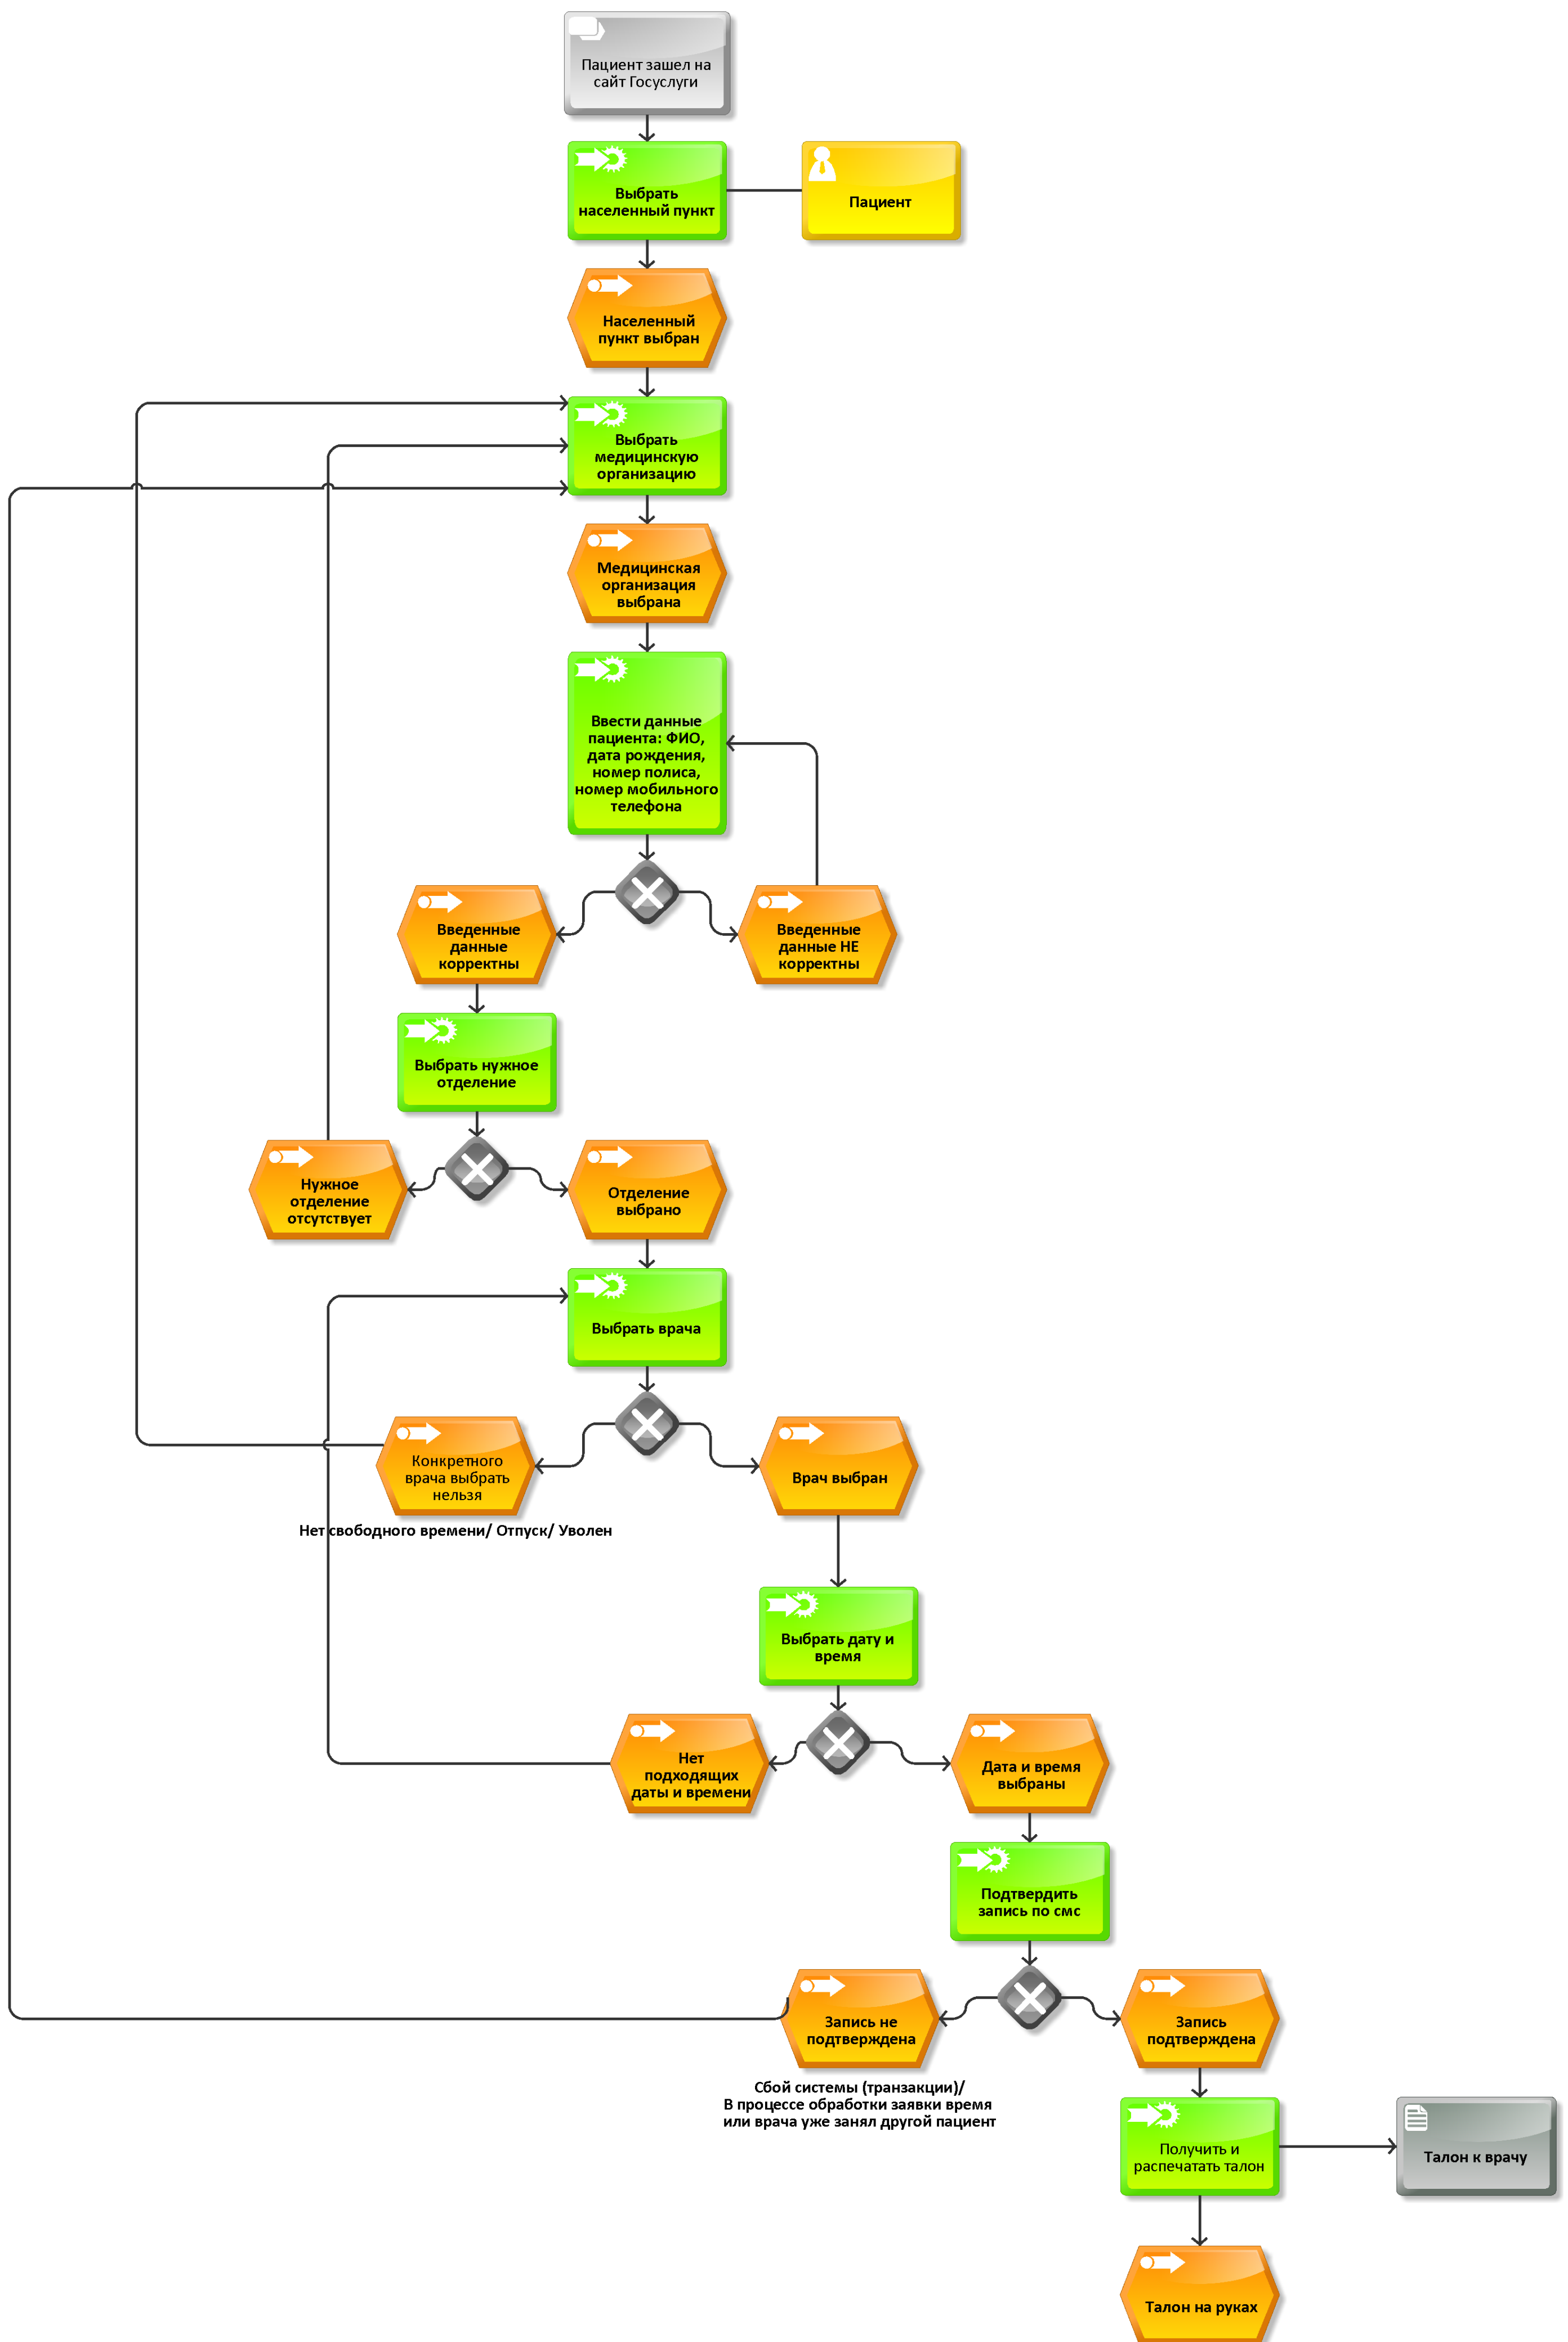 Пациент зашел на
сайт Госуслуги
Выбрать
населенный пункт
Пациент
Населенный
пункт выбран
Выбрать
медицинскую
организацию
Медицинская
организация
выбрана
Ввести данные
пациента: ФИО,
дата рождения,
номер полиса,
номер мобильного
телефона
Введенные
данные
корректны
Введенные
данные НЕ
корректны
Выбрать нужное
отделение
Нужное
отделение
отсутствует
Отделение
выбрано
Выбрать врача
Конкретного
врача выбрать
нельзя
Нет свободного времени/ Отпуск/ Уволен
Врач выбран
Выбрать дату и
время
Нет
подходящих
даты и времени
Дата и время
выбраны
Подтвердить
запись по смс
Запись не
подтверждена
Сбой системы (транзакции)/
В процессе обработки заявки время
или врача уже занял другой пациент
Запись
подтверждена
Получить и
распечатать талон
Талон к врачу
Талон на руках